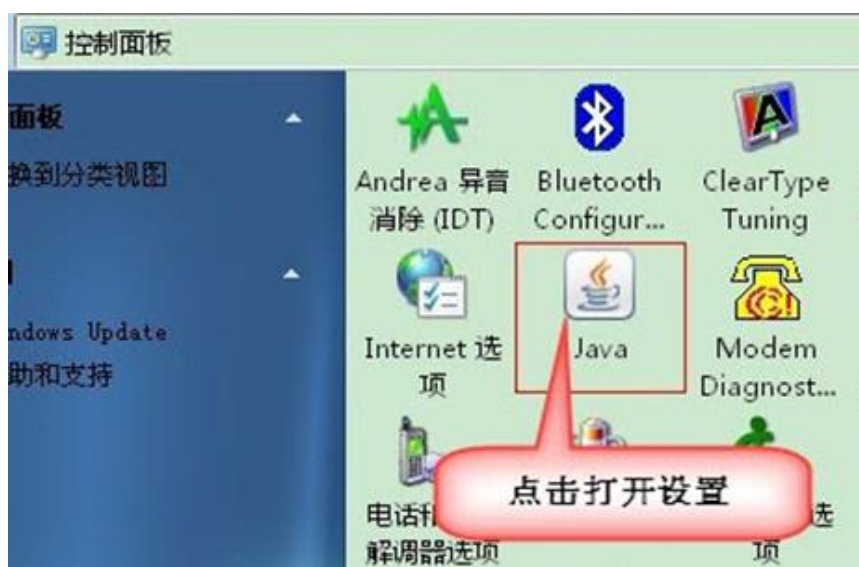 控制面板
面板
换到分类视图
ndows Update
助和支持
Andrea 异音
消除 (IDT)
Bluetooth
Configur...
ClearType
Tuning
Internet 选
项
Java
Modem
Diagnost...
点击打开设置
电话和
解调器选项
选
项